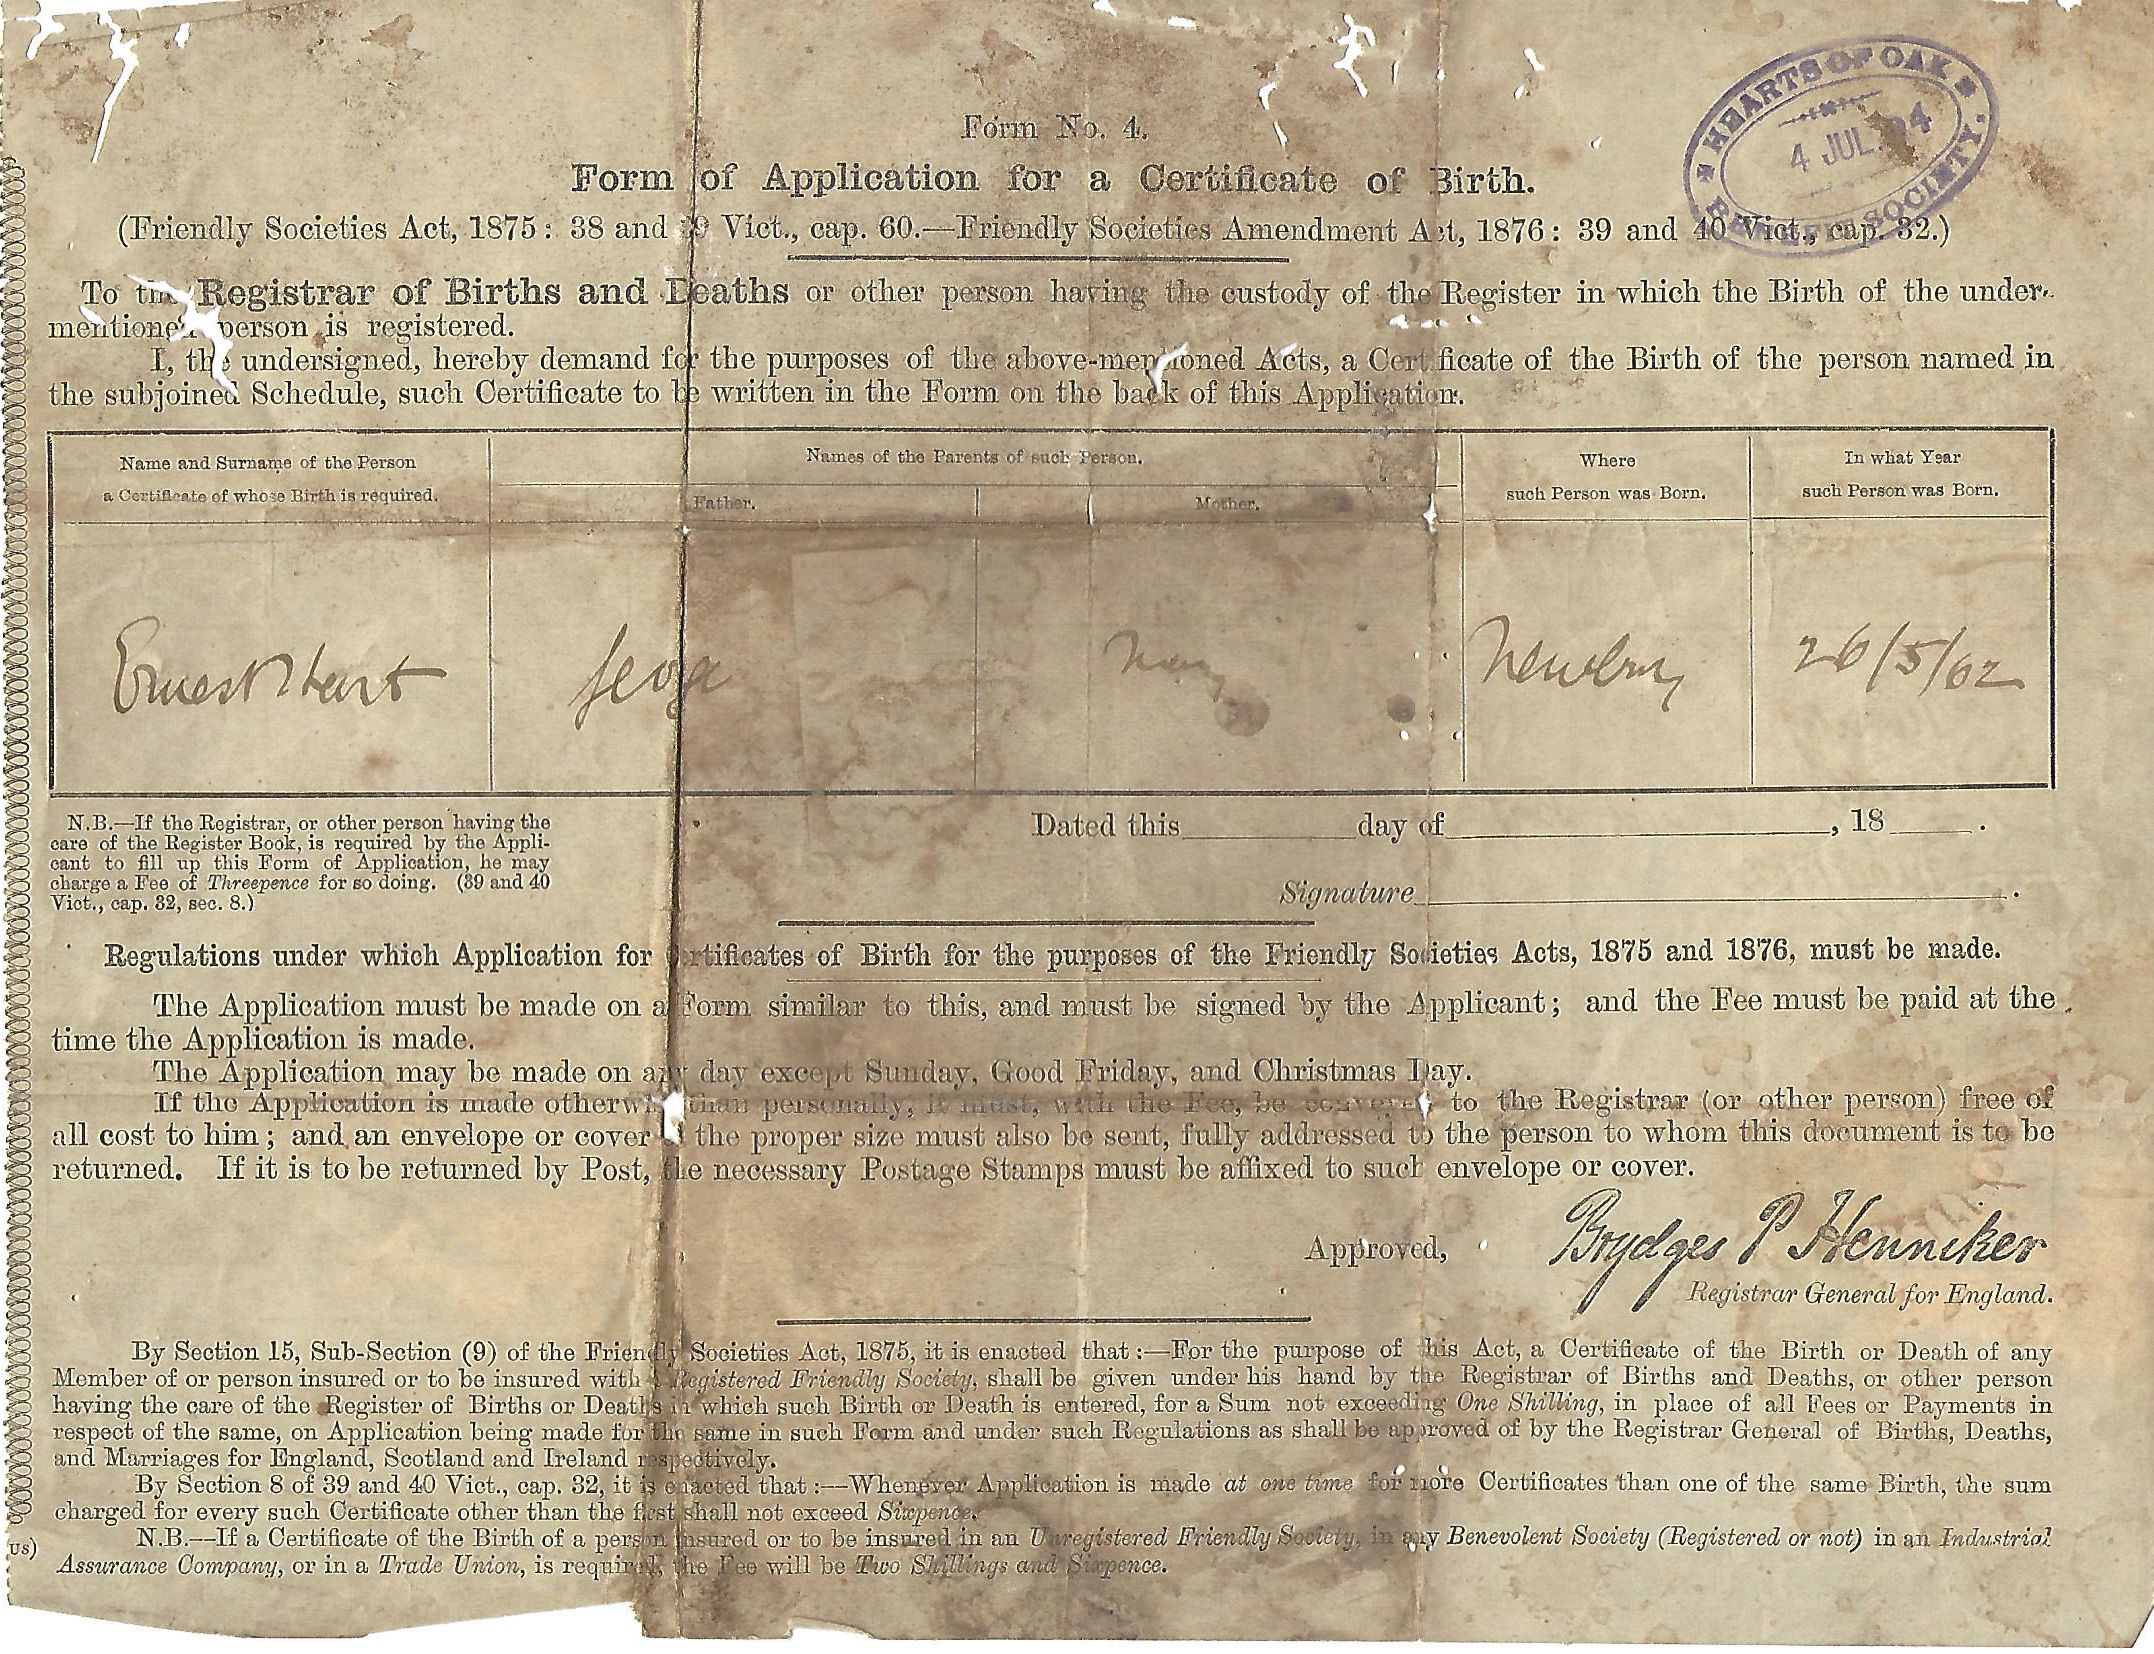 Form No. 4.
HEARTS OF OAK
4 JUL. 94
BENEFIT SOCIETY
Form of Application for a Certificate of Birth.
(Friendly Societies Act, 1875: 38 and 39 Vict., cap. 60.—Friendly Societies Amendment Act, 1876: 39 and 40 Vict., cap. 32.)
To the Registrar of Births and Deaths or other person having the custody of the Register in which the Birth of the under-
mentioned person is registered.
I, the undersigned, hereby demand for the purposes of the above-mentioned Acts, a Certificate of the Birth of the person named in
the subjoined Schedule, such Certificate to be written in the Form on the back of this Application.
Name and Surname of the Person
a Certificate of whose Birth is required.
Names of the Parents of such Person.
Father.
Mother.
Where
such Person was Born.
In what Year
such Person was Born.
Ernest Hart
George
Mary
Newbury
26/5/62
N.B.—If the Registrar, or other person having the
care of the Register Book, is required by the Appli-
cant to fill up this Form of Application, he may
charge a Fee of Threepence for so doing. (39 and 40
Vict., cap. 32, sec. 8.)
Dated this day of , 18 .
Signature .
Regulations under which Application for Certificates of Birth for the purposes of the Friendly Societies Acts, 1875 and 1876, must be made.
The Application must be made on a Form similar to this, and must be signed by the Applicant; and the Fee must be paid at the
time the Application is made.
The Application may be made on any day except Sunday, Good Friday, and Christmas Day.
If the Application is made otherwise than personally, it must, with the Fee, be conveyed to the Registrar (or other person) free of
all cost to him; and an envelope or cover of the proper size must also be sent, fully addressed to the person to whom this document is to be
returned. If it is to be returned by Post, the necessary Postage Stamps must be affixed to such envelope or cover.
Approved,
Brydges P Henniker
Registrar General for England.
By Section 15, Sub-Section (9) of the Friendly Societies Act, 1875, it is enacted that:—For the purpose of this Act, a Certificate of the Birth or Death of any
Member of or person insured or to be insured with a Registered Friendly Society, shall be given under his hand by the Registrar of Births and Deaths, or other person
having the care of the Register of Births or Deaths in which such Birth or Death is entered, for a Sum not exceeding One Shilling, in place of all Fees or Payments in
respect of the same, on Application being made for the same in such Form and under such Regulations as shall be approved of by the Registrar General of Births, Deaths,
and Marriages for England, Scotland and Ireland respectively.
By Section 8 of 39 and 40 Vict., cap. 32, it is enacted that:—Whenever Application is made at one time for more Certificates than one of the same Birth, the sum
charged for every such Certificate other than the first shall not exceed Sixpence.
N.B.—If a Certificate of the Birth of a person insured or to be insured in an Unregistered Friendly Society, in any Benevolent Society (Registered or not) in an Industrial
Assurance Company, or in a Trade Union, is required, the Fee will be Two Shillings and Sixpence.
us)